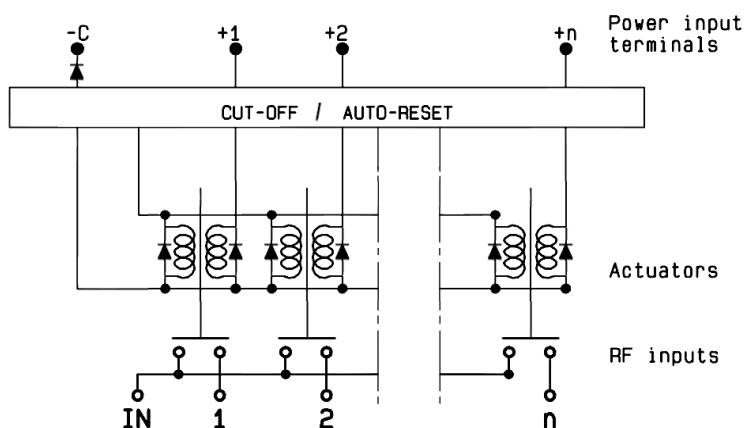 -C
+1
+2
+n
Power input
terminals
CUT-OFF / AUTO-RESET
Actuators
RF inputs
IN
1
2
n